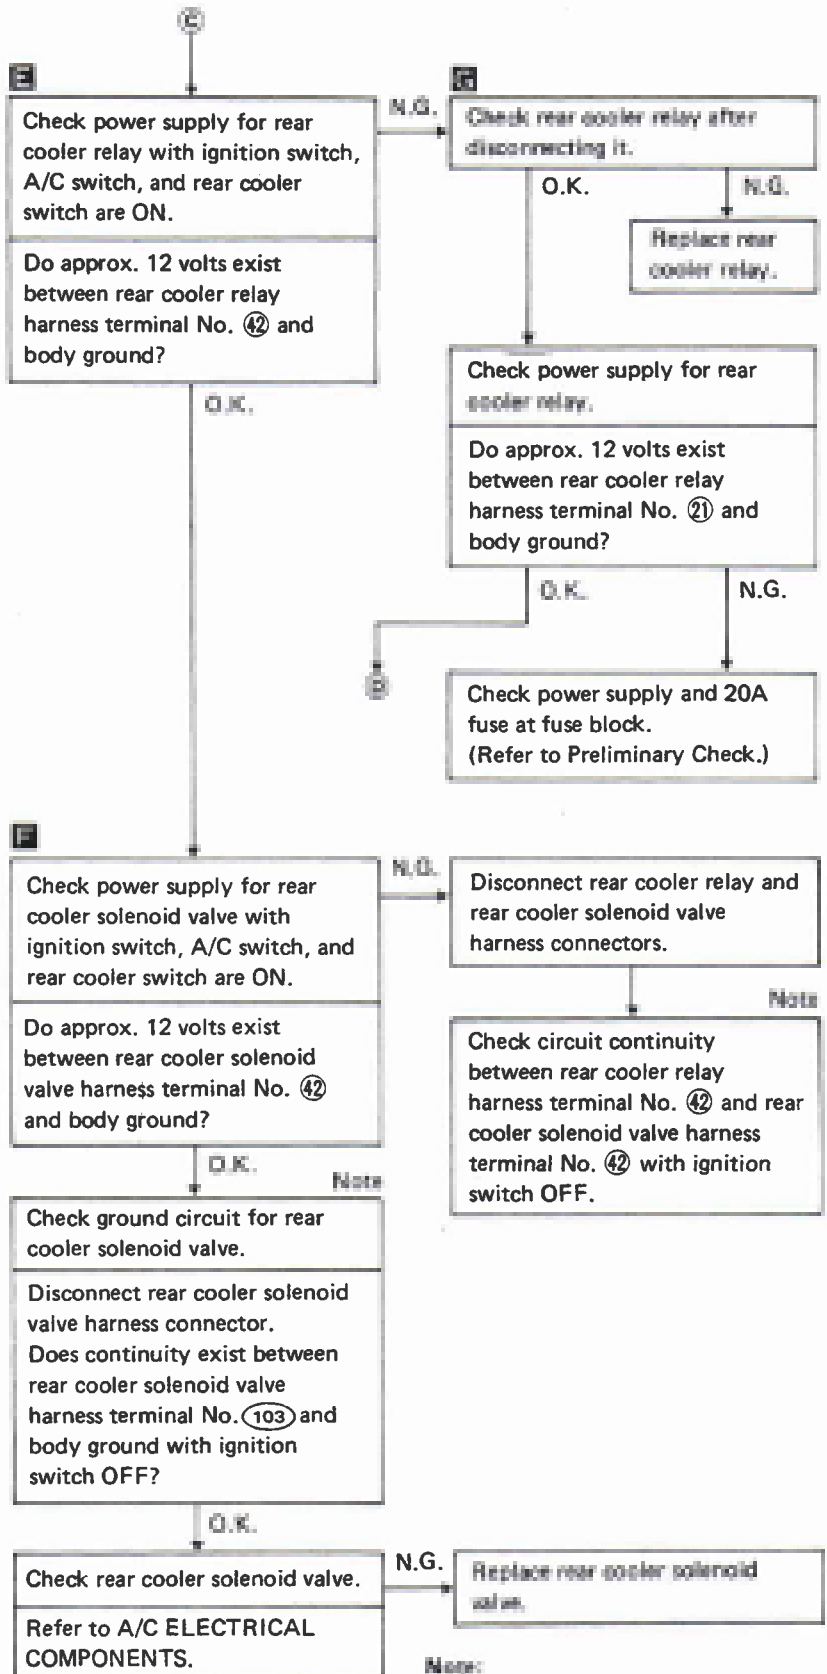 C
E
Check power supply for rear
cooler relay with ignition switch,
A/C switch, and rear cooler
switch are ON.
Do approx. 12 volts exist
between rear cooler relay
harness terminal No. 42 and
body ground?
N.G.
O.K.
G
Check rear cooler relay after
disconnecting it.
O.K.
N.G.
Replace rear
cooler relay.
Check power supply for rear
cooler relay.
Do approx. 12 volts exist
between rear cooler relay
harness terminal No. 21 and
body ground?
O.K.
N.G.
Check power supply and 20A
fuse at fuse block.
(Refer to Preliminary Check.)
F
Check power supply for rear
cooler solenoid valve with
ignition switch, A/C switch, and
rear cooler switch are ON.
Do approx. 12 volts exist
between rear cooler solenoid
valve harness terminal No. 42
and body ground?
N.G.
Disconnect rear cooler relay and
rear cooler solenoid valve
harness connectors.
Note
Check circuit continuity
between rear cooler relay
harness terminal No. 42 and rear
cooler solenoid valve harness
terminal No. 42 with ignition
switch OFF.
O.K.
Note
Check ground circuit for rear
cooler solenoid valve.
Disconnect rear cooler solenoid
valve harness connector.
Does continuity exist between
rear cooler solenoid valve
harness terminal No. 103 and
body ground with ignition
switch OFF?
O.K.
Check rear cooler solenoid valve.
Refer to A/C ELECTRICAL
COMPONENTS.
N.G.
Replace rear cooler solenoid
valve.
Note: